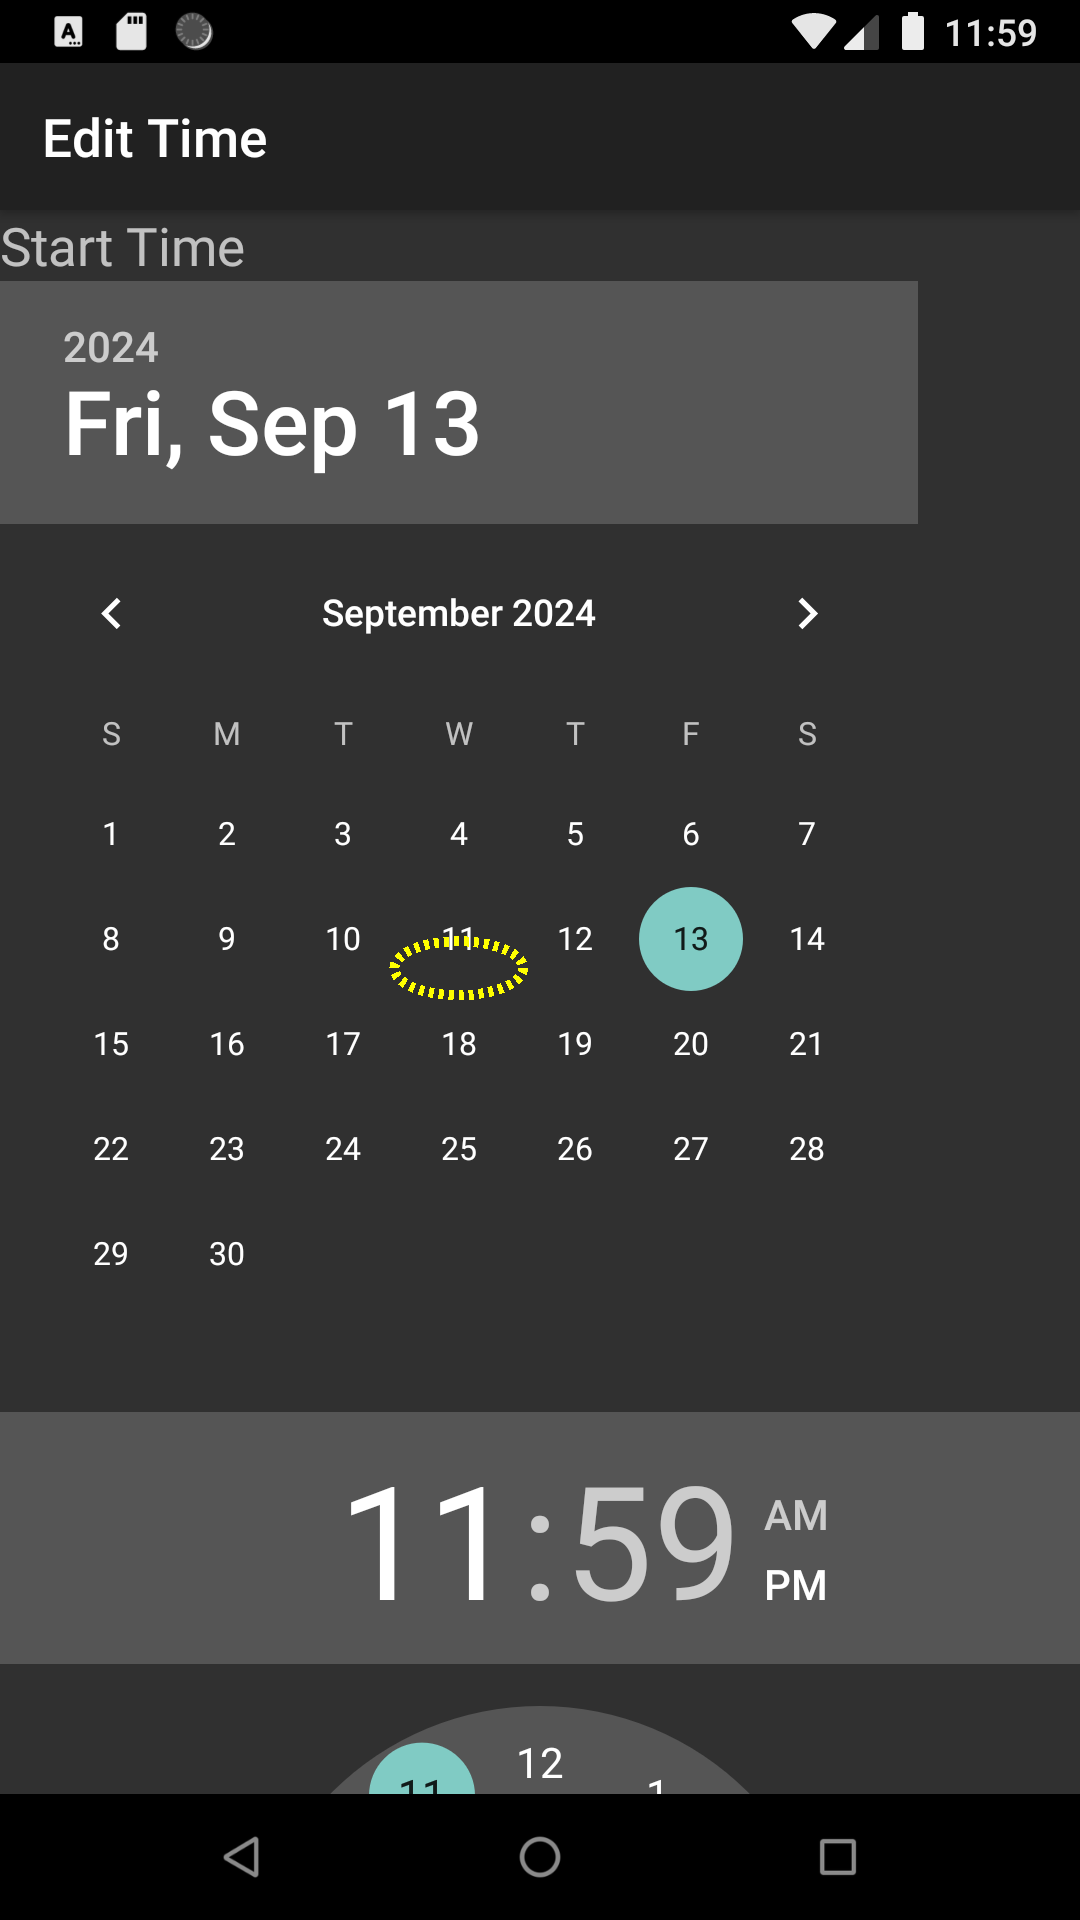 11:59
Edit Time
Start Time
2024
Fri, Sep 13
September 2024
S M T W T F S
1 2 3 4 5 6 7
8 9 10 11 12 13 14
15 16 17 18 19 20 21
22 23 24 25 26 27 28
29 30
11:59 AM
PM
12
11 1